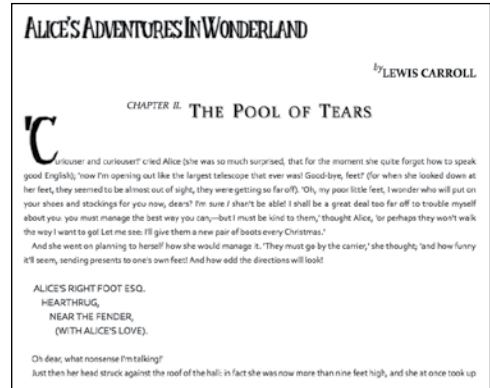 ALICE'S ADVENTURES IN WONDERLAND
by LEWIS CARROLL
CHAPTER II. THE POOL OF TEARS
'Curiouser and curiouser!' cried Alice (she was so much surprised, that for the moment she quite forgot how to speak
good English); 'now I'm opening out like the largest telescope that ever was! Good-bye, feet!' (for when she looked down at
her feet, they seemed to be almost out of sight, they were getting so far off). 'Oh, my poor little feet, I wonder who will put on
your shoes and stockings for you now, dears? I'm sure I shan't be able! I shall be a great deal too far off to trouble myself
about you: you must manage the best way you can;—but I must be kind to them,' thought Alice, 'or perhaps they won't walk
the way I want to go! Let me see: I'll give them a new pair of boots every Christmas.'
And she went on planning to herself how she would manage it. 'They must go by the carrier,' she thought; 'and how funny
it'll seem, sending presents to one's own feet! And how odd the directions will look!
ALICE'S RIGHT FOOT ESQ.
HEARTHRUG,
NEAR THE FENDER,
(WITH ALICE'S LOVE).
Oh dear, what nonsense I'm talking!'
Just then her head struck against the roof of the hall: in fact she was now more than nine feet high, and she at once took up